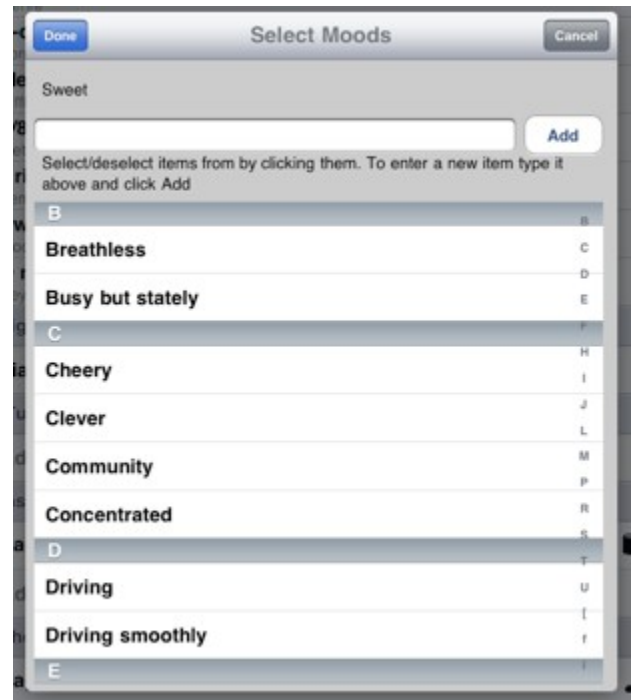 Done
Select Moods
Cancel
Sweet
Add
Select/deselect items from by clicking them. To enter a new item type it
above and click Add
B
Breathless
Busy but stately
C
Cheery
Clever
Community
Concentrated
D
Driving
Driving smoothly
E
B
C
D
E
F
H
I
J
L
M
P
R
S
T
U
[
f
i